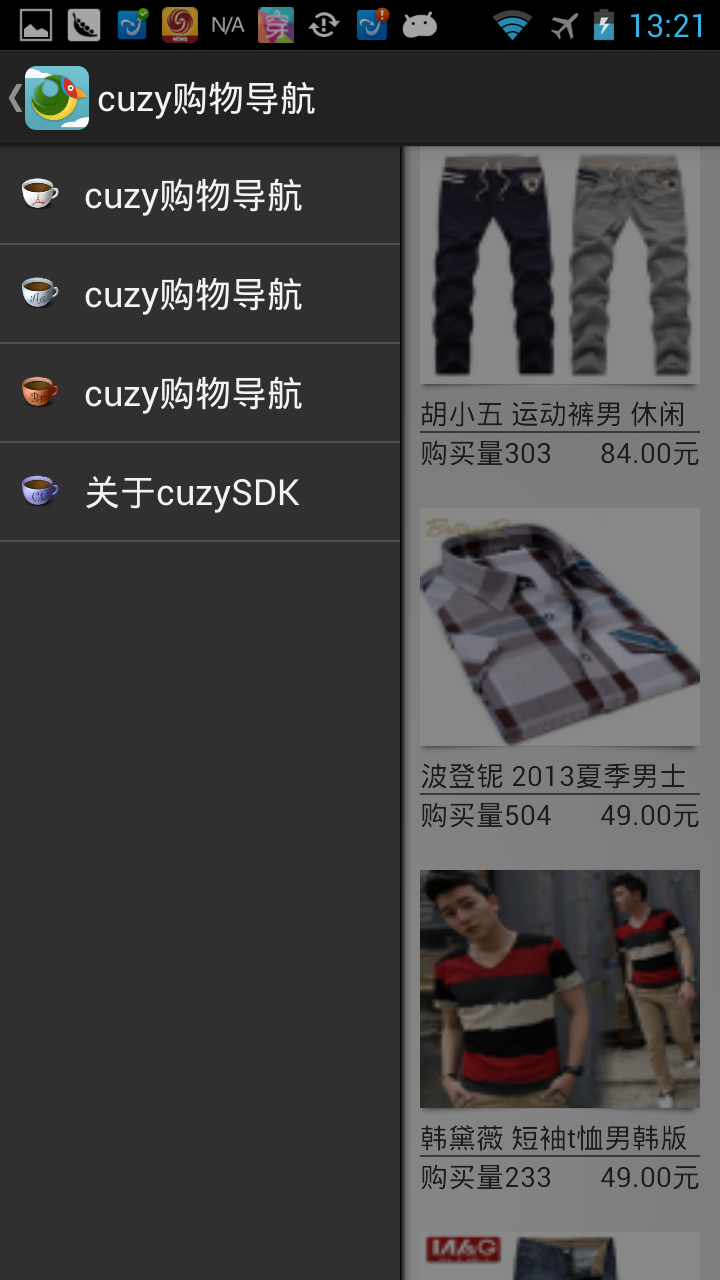 N/A
穿
13:21
cuzy购物导航
cuzy购物导航
cuzy购物导航
cuzy购物导航
关于cuzySDK
胡小五 运动裤男 休闲
购买量303 84.00元
波登铌 2013夏季男士
购买量504 49.00元
韩黛薇 短袖t恤男韩版
购买量233 49.00元
M&G